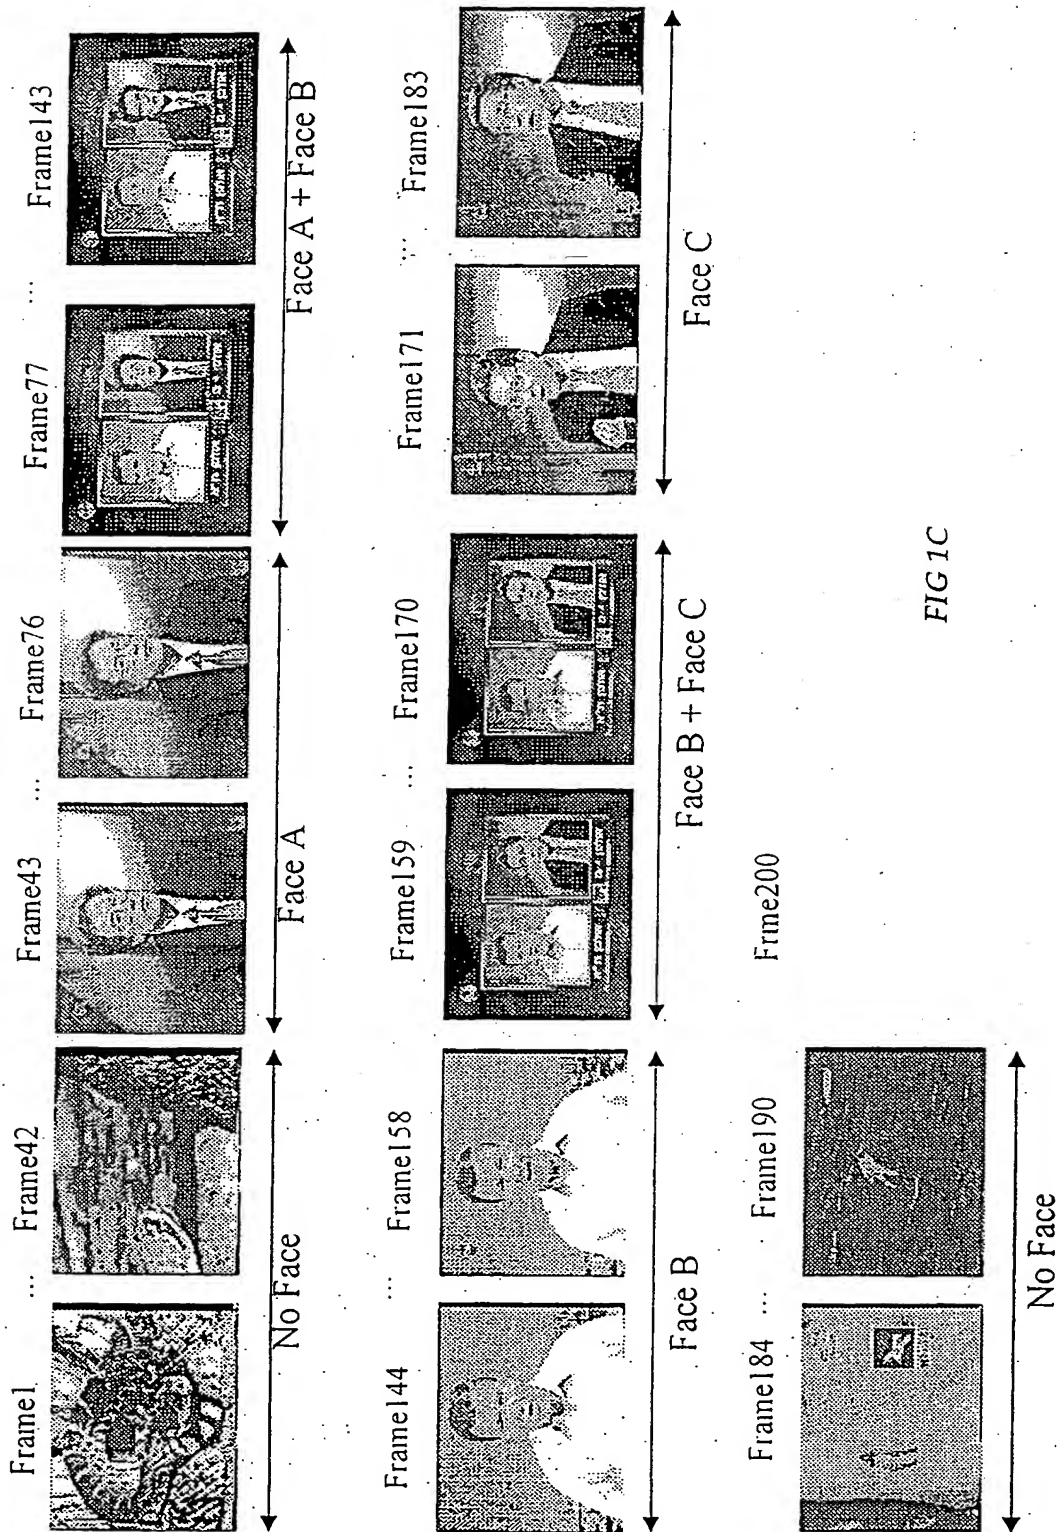 Frame1 ... Frame42 Frame43 ... Frame76 Frame77 ... Frame143
No Face Face A Face A + Face B
Frame144 ... Frame158 Frame159 ... Frame170 Frame171 ... Frame183
Face B Face B + Face C Face C
Frame184 ... Frame190 Frme200
No Face
FIG 1C